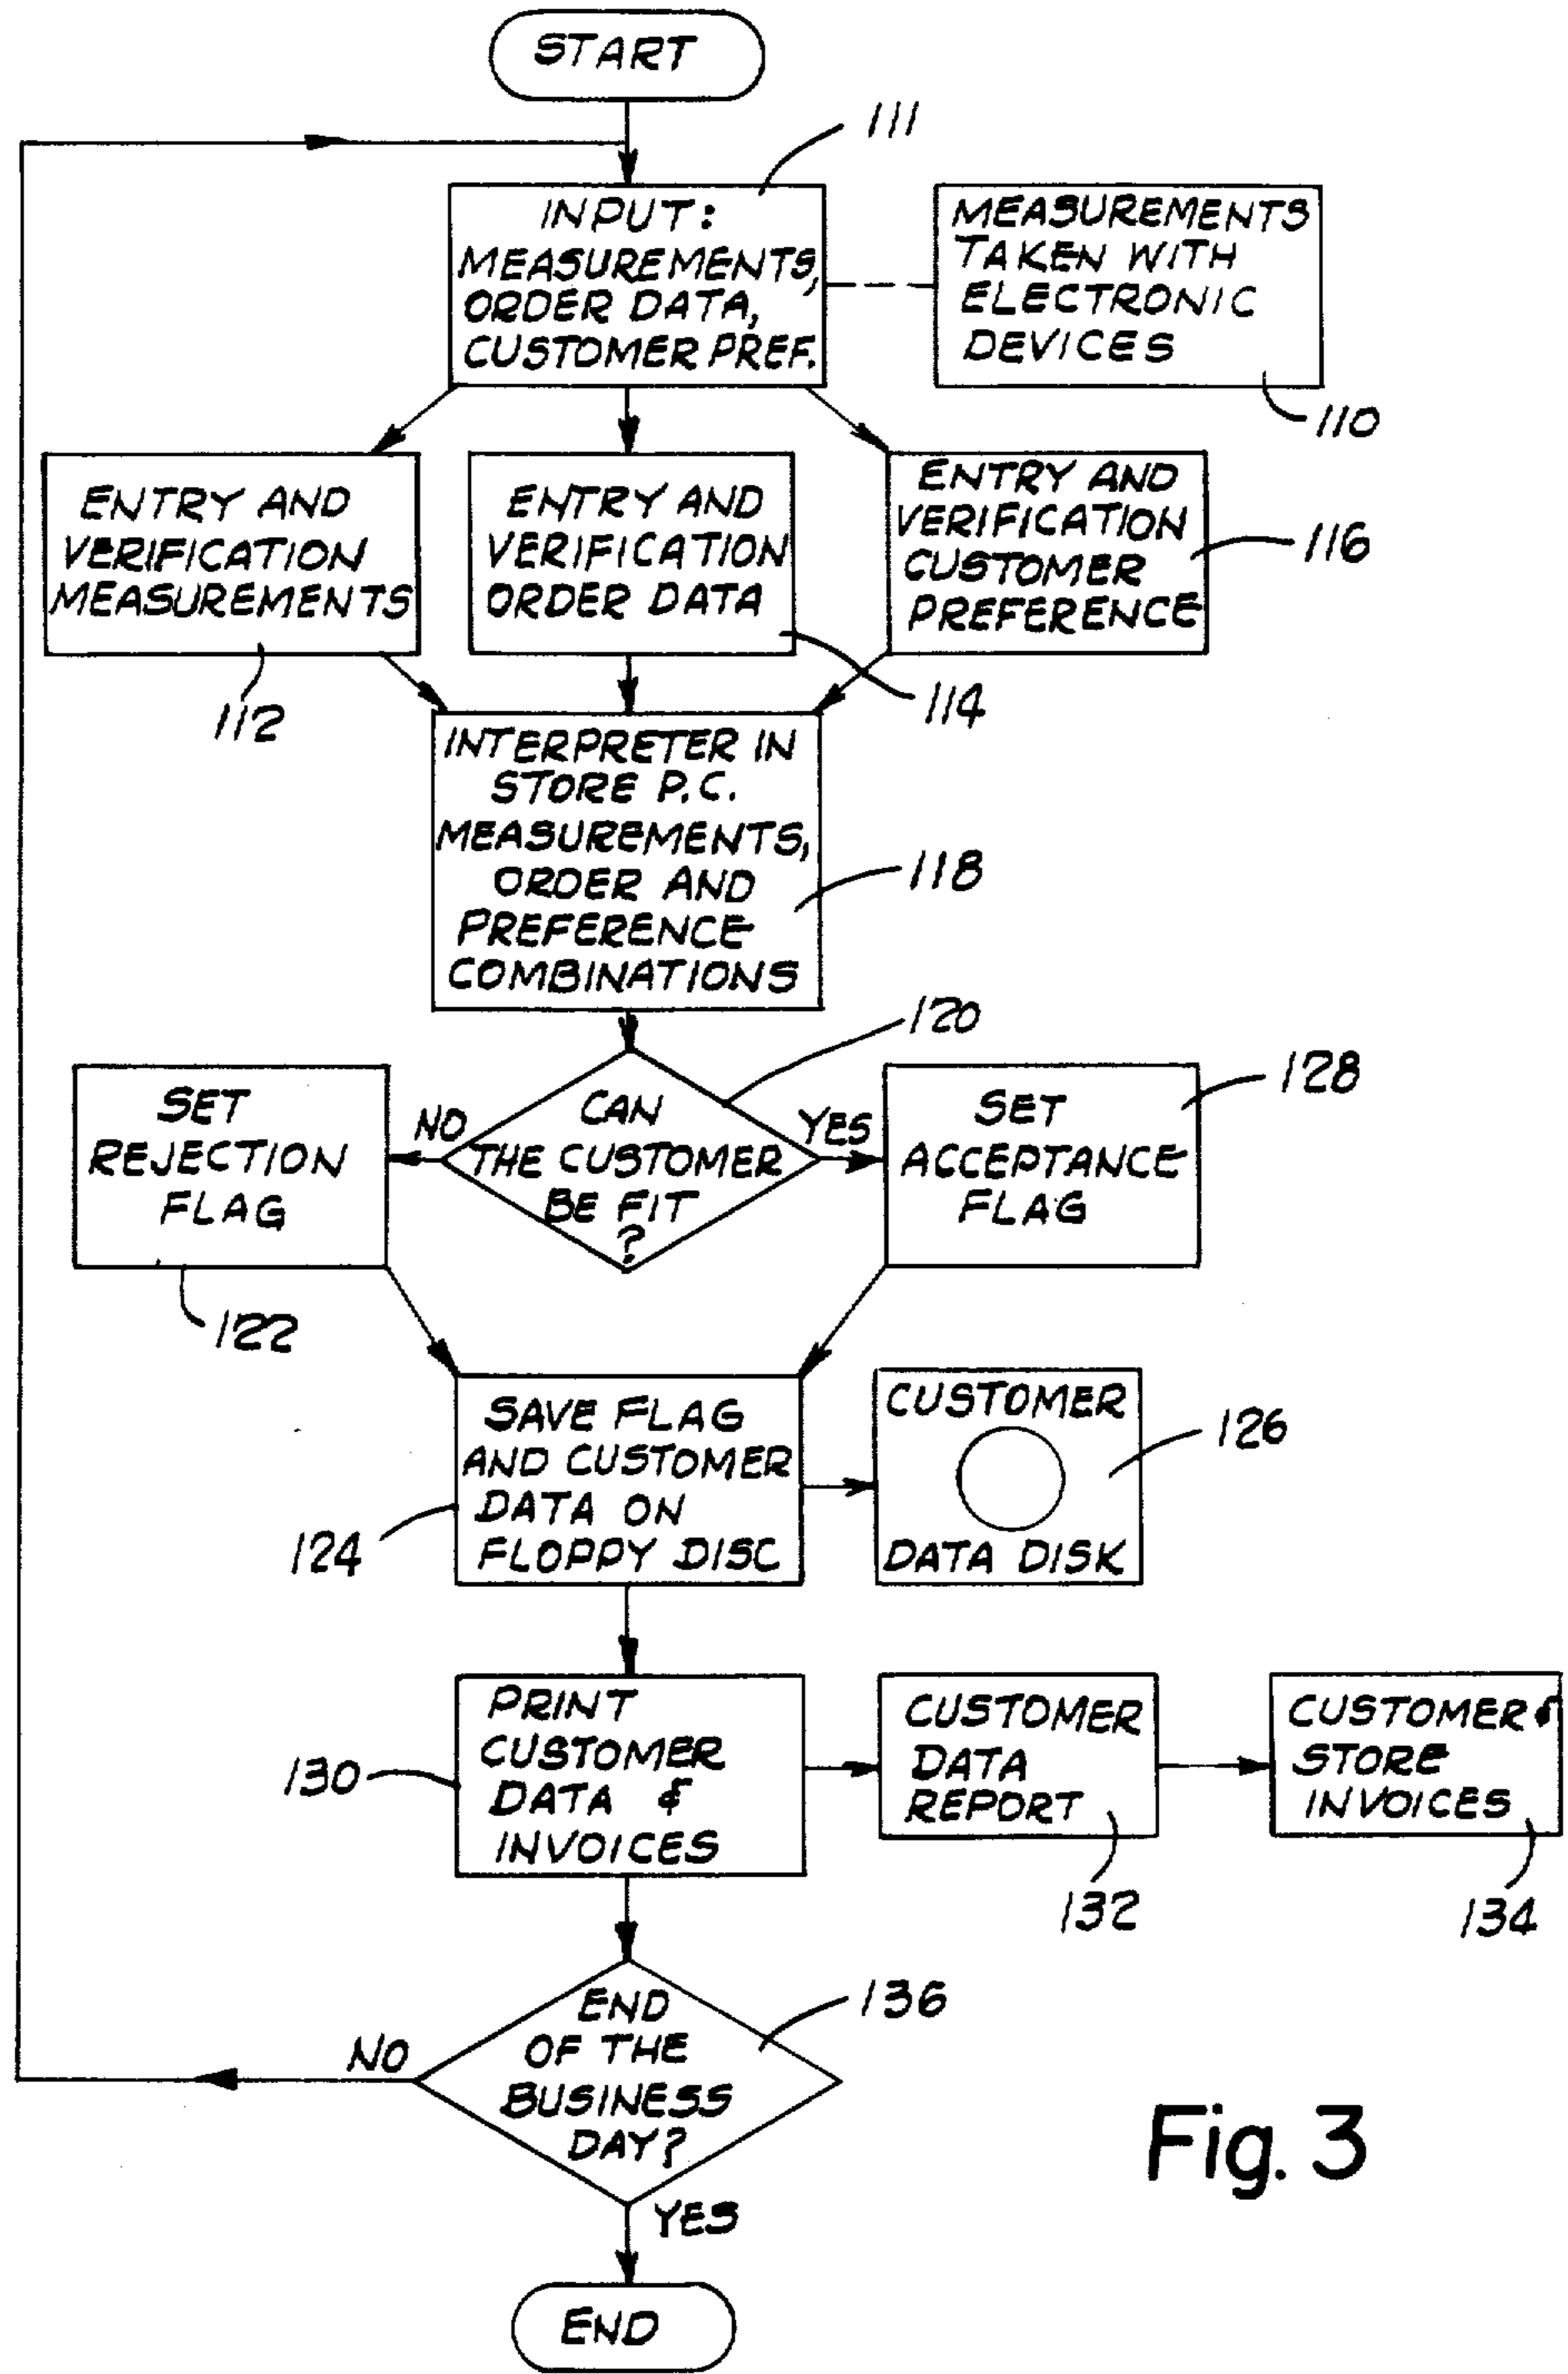 START
111
INPUT:
MEASUREMENTS,
ORDER DATA,
CUSTOMER PREF.
MEASUREMENTS
TAKEN WITH
ELECTRONIC
DEVICES
110
ENTRY AND
VERIFICATION
MEASUREMENTS
112
ENTRY AND
VERIFICATION
ORDER DATA
114
ENTRY AND
VERIFICATION
CUSTOMER
PREFERENCE
116
INTERPRETER IN
STORE P.C.
MEASUREMENTS,
ORDER AND
PREFERENCE
COMBINATIONS
118
120
CAN
THE CUSTOMER
BE FIT
?
NO
YES
SET
REJECTION
FLAG
122
SET
ACCEPTANCE
FLAG
128
SAVE FLAG
AND CUSTOMER
DATA ON
FLOPPY DISC
124
CUSTOMER
DATA DISK
126
PRINT
CUSTOMER
DATA &
INVOICES
130
CUSTOMER
DATA
REPORT
132
CUSTOMER &
STORE
INVOICES
134
END
OF THE
BUSINESS
DAY?
136
NO
YES
END
Fig. 3